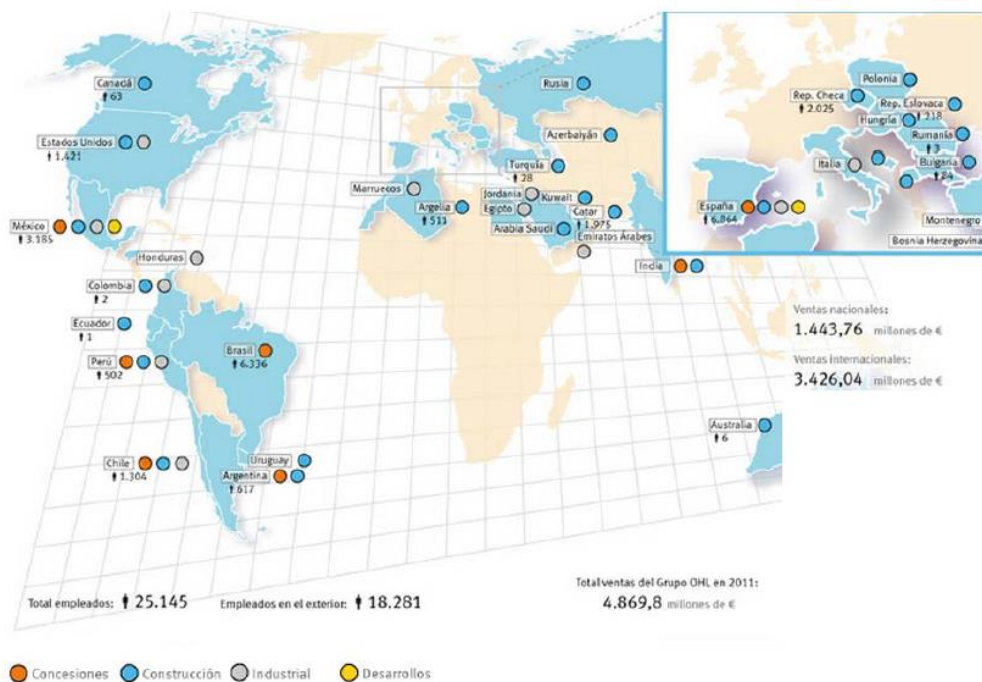 Canadá
63
Estados Unidos
1.421
México
3.185
Honduras
Colombia
2
Ecuador
1
Perú
502
Brasil
6.336
Chile
1.304
Uruguay
Argentina
617
Rusia
Azerbaiyán
Turquía
28
Marruecos
Argelia
511
Jordania
Egipto
Kuwait
Catar
1.975
Arabia Saudí
Emiratos Árabes
India
Australia
6
Polonia
Rep. Checa
2.025
Rep. Eslovaca
218
Hungría
Rumanía
3
Bulgaria
84
Italia
España
6.864
Montenegro
Bosnia Herzegovina
Ventas nacionales:
1.443,76 millones de €
Ventas internacionales:
3.426,04 millones de €
Total empleados: 25.145
Empleados en el exterior: 18.281
Total ventas del Grupo OHL en 2011:
4.869,8 millones de €
Concesiones
Construcción
Industrial
Desarrollos